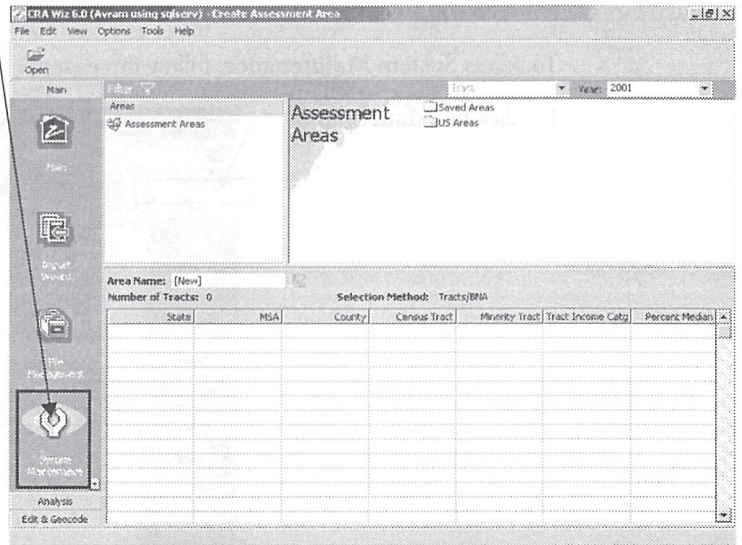 CRA Wiz 6.0 (Avram using sqlserv) - Create Assessment Area
File Edit View Options Tools Help
Open
Main
Filter
Tract
Year: 2001
Areas
Assessment Areas
Assessment
Areas
Saved Areas
US Areas
Main
Import
Wizard
File
Management
System
Maintenance
Analysis
Edit & Geocode
Area Name: [New]
Number of Tracts: 0 Selection Method: Tracts/BNA
State MSA County Census Tract Minority Tract Tract Income Catg Percent Median